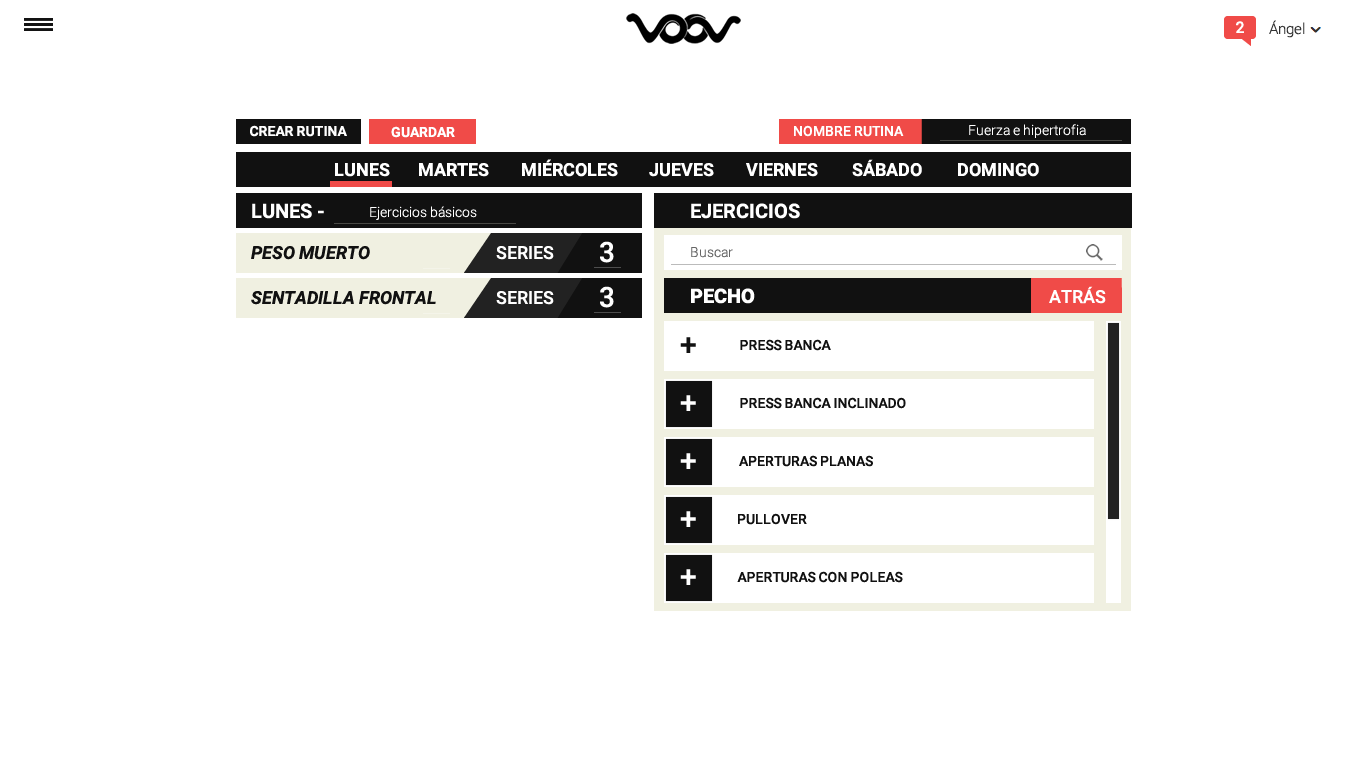 VOOV
2 Ángel
CREAR RUTINA GUARDAR NOMBRE RUTINA Fuerza e hipertrofia
LUNES MARTES MIÉRCOLES JUEVES VIERNES SÁBADO DOMINGO
LUNES - Ejercicios básicos
PESO MUERTO SERIES 3
SENTADILLA FRONTAL SERIES 3
EJERCICIOS
Buscar
PECHO ATRÁS
+ PRESS BANCA
+ PRESS BANCA INCLINADO
+ APERTURAS PLANAS
+ PULLOVER
+ APERTURAS CON POLEAS